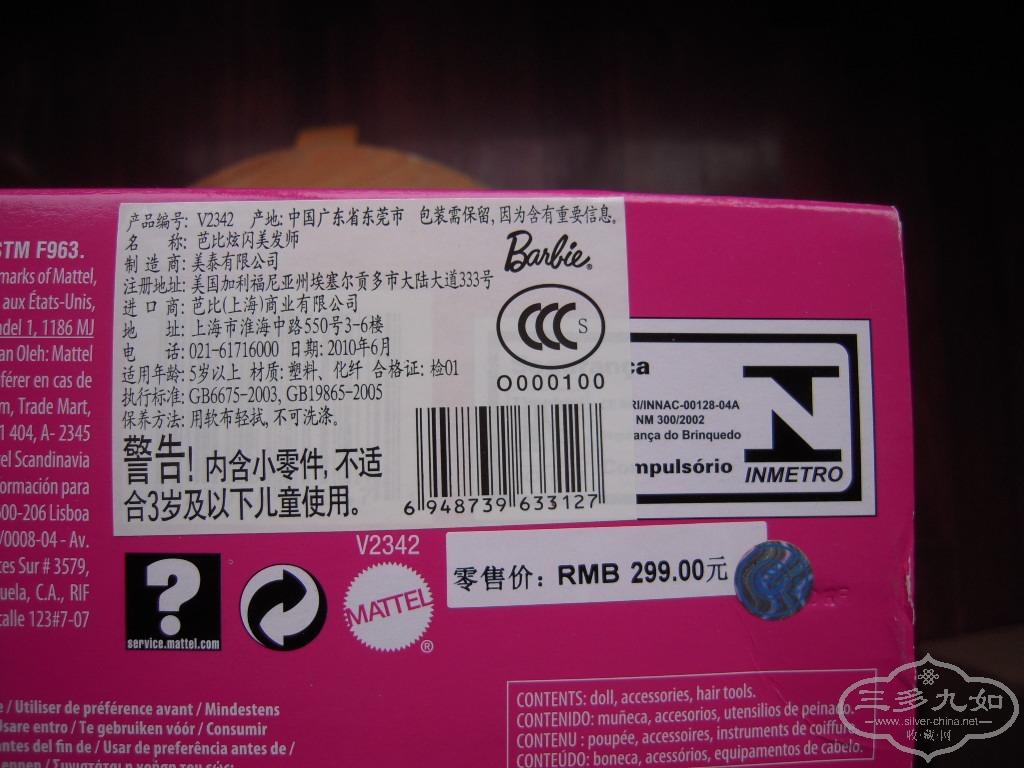 产品编号: V2342 产地: 中国广东省东莞市 包装需保留, 因为含有重要信息。
名 称: 芭比炫闪美发师
制 造 商: 美泰有限公司
注册地址: 美国加利福尼亚州埃塞尔贡多市大陆大道333号
进 口 商: 芭比(上海)商业有限公司
地 址: 上海市淮海中路550号3-6楼
电 话: 021-61716000 日期: 2010年6月
适用年龄: 5岁以上 材质: 塑料、化纤 合格证: 检01
执行标准: GB6675-2003, GB19865-2005
保养方法: 用软布轻拭, 不可洗涤。
警告! 内含小零件, 不适
合3岁及以下儿童使用。
Barbie®
CCC S
O000100
6 948739 633127
STM F963.
marks of Mattel,
aux États-Unis,
ndel 1, 1186 MJ
an Oleh: Mattel
férer en cas de
m, Trade Mart,
1 404, A- 2345
tel Scandinavia
formación para
00-206 Lisboa
/0008-04 - Av.
tes Sur # 3579,
uela, C.A., RIF
calle 123#7-07
ça
RI/INNAC-00128-04A
NM 300/2002
rança do Brinquedo
ompulsório
INMETRO
V2342
?
service.mattel.com
MATTEL®
零售价: RMB 299.00元
e / Utiliser de préférence avant / Mindestens
Usare entro / Te gebruiken vóór / Consumir
antes del fin de / Usar de preferência antes de /
CONTENTS: doll, accessories, hair tools.
CONTENIDO: muñeca, accesorios, utensilios de peinado.
CONTENU : poupée, accessoires, instruments de coiffure.
CONTEÚDO: boneca, acessórios, equipamentos de cabelo.
三多九如
www.silver-china.net
收·藏·网